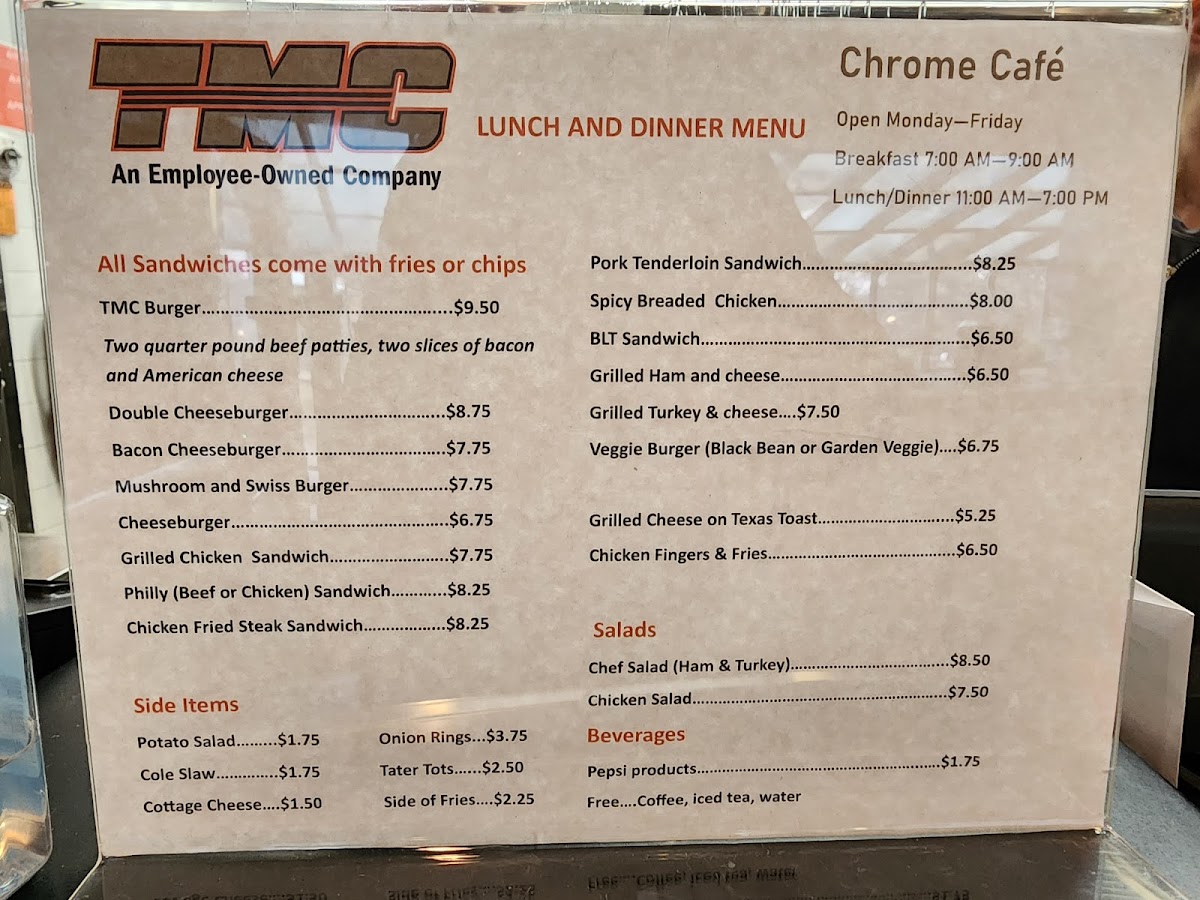 TMC
An Employee-Owned Company
LUNCH AND DINNER MENU
Chrome Café
Open Monday—Friday
Breakfast 7:00 AM—9:00 AM
Lunch/Dinner 11:00 AM—7:00 PM
All Sandwiches come with fries or chips
TMC Burger....................................................$9.50
Two quarter pound beef patties, two slices of bacon
and American cheese
Double Cheeseburger................................$8.75
Bacon Cheeseburger..................................$7.75
Mushroom and Swiss Burger.....................$7.75
Cheeseburger..............................................$6.75
Grilled Chicken  Sandwich.........................$7.75
Philly (Beef or Chicken) Sandwich............$8.25
Chicken Fried Steak Sandwich..................$8.25
Pork Tenderloin Sandwich....................................$8.25
Spicy Breaded  Chicken.........................................$8.00
BLT Sandwich..........................................................$6.50
Grilled Ham and cheese........................................$6.50
Grilled Turkey & cheese....$7.50
Veggie Burger (Black Bean or Garden Veggie)....$6.75
Grilled Cheese on Texas Toast..............................$5.25
Chicken Fingers & Fries.........................................$6.50
Salads
Chef Salad (Ham & Turkey)...................................$8.50
Chicken Salad.........................................................$7.50
Beverages
Pepsi products.......................................................$1.75
Free....Coffee, iced tea, water
Side Items
Potato Salad.........$1.75
Cole Slaw..............$1.75
Cottage Cheese....$1.50
Onion Rings...$3.75
Tater Tots......$2.50
Side of Fries....$2.25